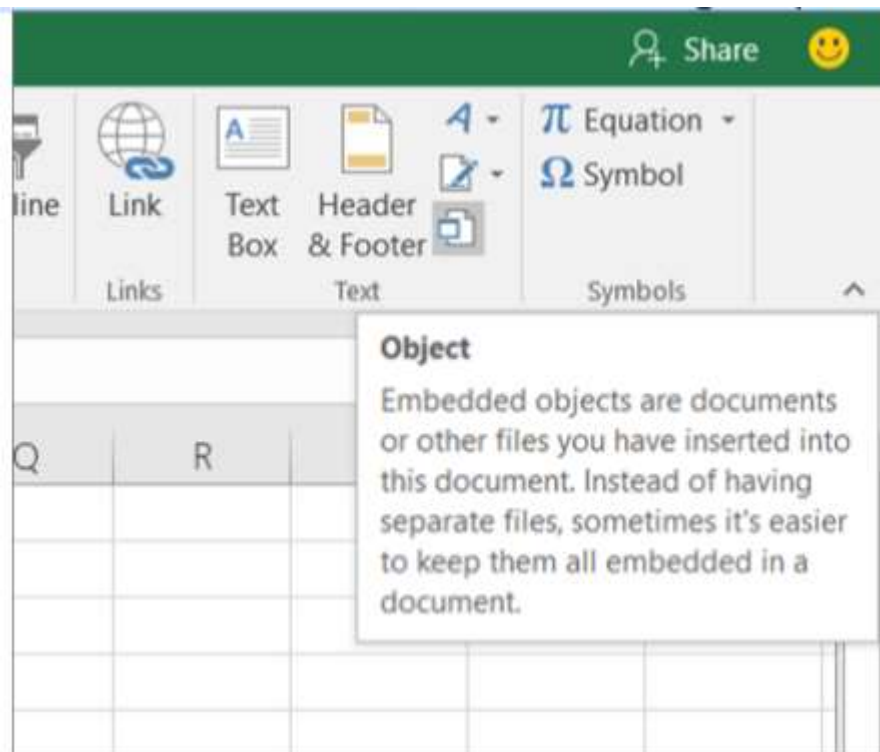 Share
line
Link
Text
Box
Header
& Footer
A
A
π Equation
Ω Symbol
Links
Text
Symbols
Object
Embedded objects are documents
or other files you have inserted into
this document. Instead of having
separate files, sometimes it's easier
to keep them all embedded in a
document.
Q
R